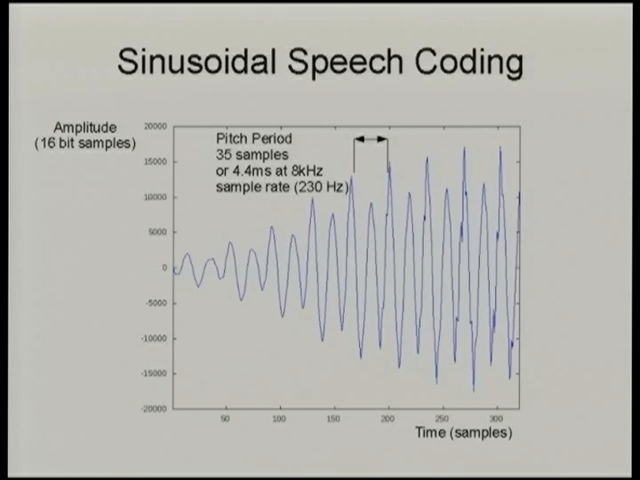 Sinusoidal Speech Coding
Amplitude
(16 bit samples)
20000
15000
10000
5000
0
-5000
-10000
-15000
-20000
Pitch Period
35 samples
or 4.4ms at 8kHz
sample rate (230 Hz)
50
100
150
200
250
300
Time (samples)